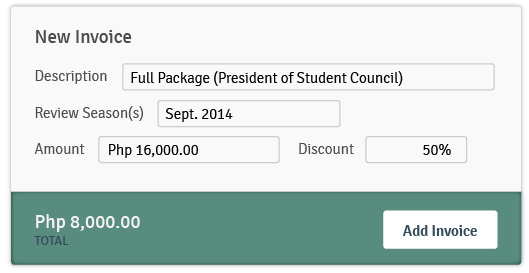 New Invoice
Description Full Package (President of Student Council)
Review Season(s) Sept. 2014
Amount Php 16,000.00 Discount 50%
Php 8,000.00
TOTAL
Add Invoice